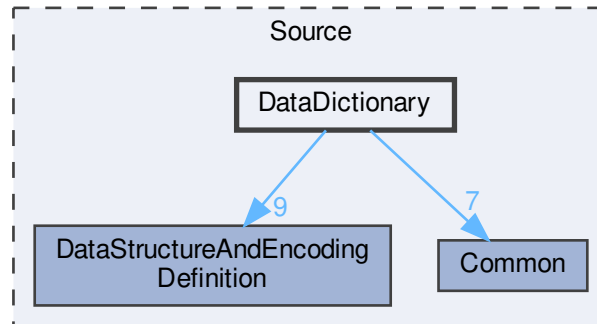 Source
DataDictionary
9
7
DataStructureAndEncoding
Definition
Common